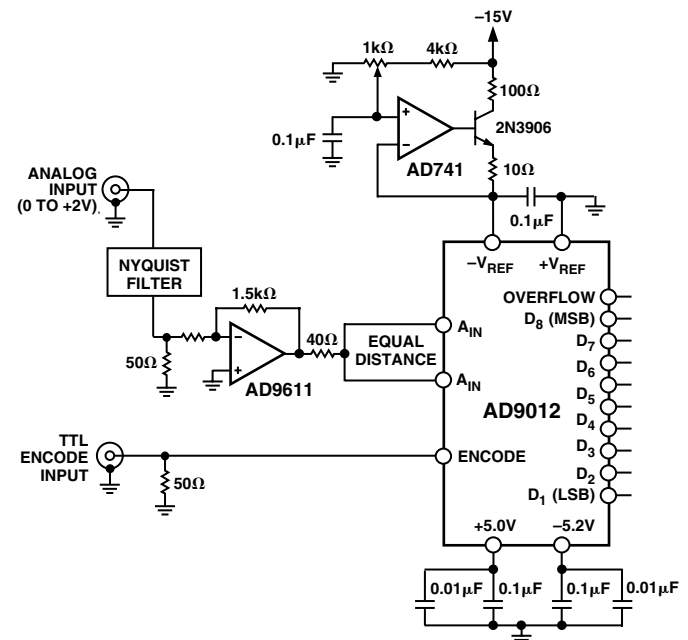 –15V
1kΩ
4kΩ
100Ω
2N3906
0.1μF
AD741
10Ω
0.1μF
ANALOG
INPUT
(0 TO +2V)
NYQUIST
FILTER
1.5kΩ
50Ω
40Ω
AD9611
EQUAL
DISTANCE
–VREF
+VREF
OVERFLOW
D8 (MSB)
D7
D6
D5
D4
D3
D2
D1 (LSB)
AIN
AIN
AD9012
ENCODE
TTL
ENCODE
INPUT
50Ω
+5.0V
–5.2V
0.01μF
0.1μF
0.1μF
0.01μF